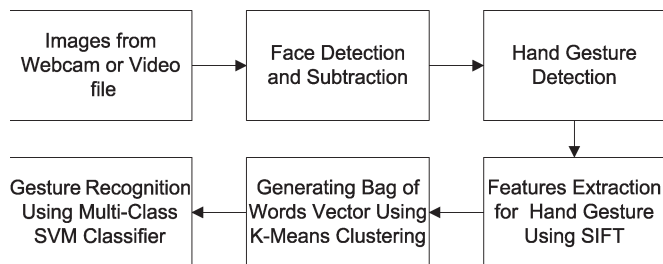 Images from
Webcam or Video
file
Face Detection
and Subtraction
Hand Gesture
Detection
Features Extraction
for Hand Gesture
Using SIFT
Generating Bag of
Words Vector Using
K-Means Clustering
Gesture Recognition
Using Multi-Class
SVM Classifier